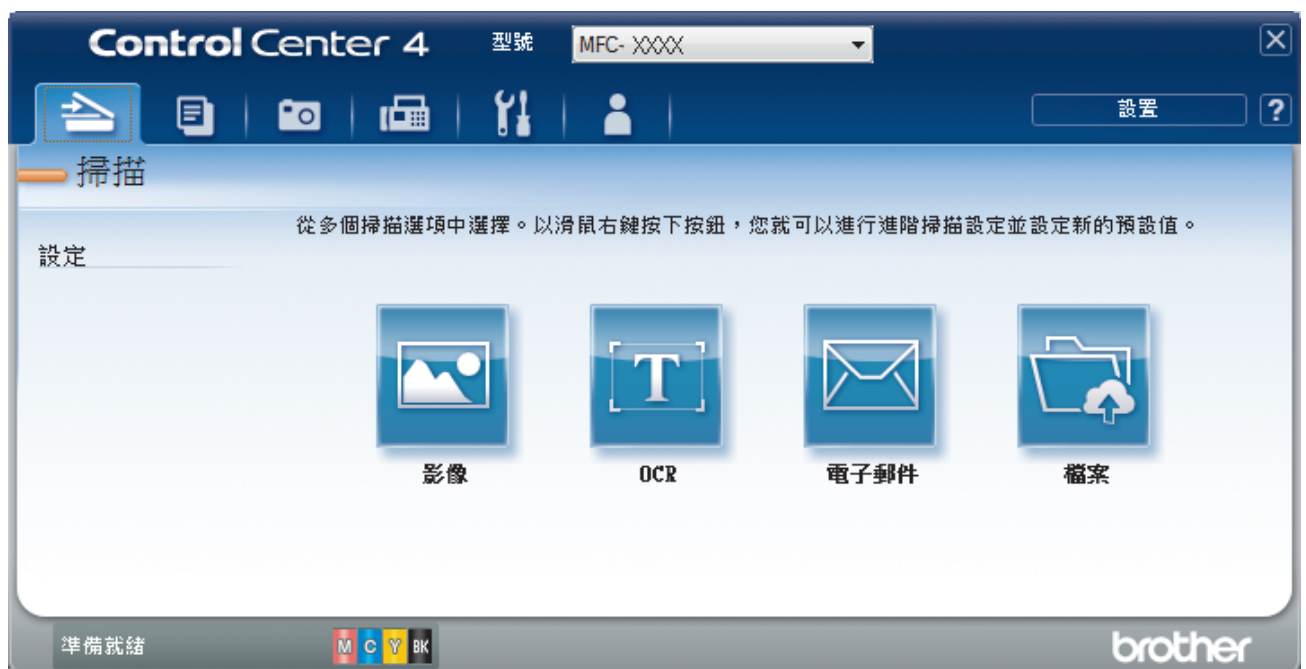 Control Center 4 型號 MFC- XXXX
設置 ?
掃描
從多個掃描選項中選擇。以滑鼠右鍵按下按鈕，您就可以進行進階掃描設定並設定新的預設值。
設定
T
影像 OCR 電子郵件 檔案
準備就緒 M C Y BK brother